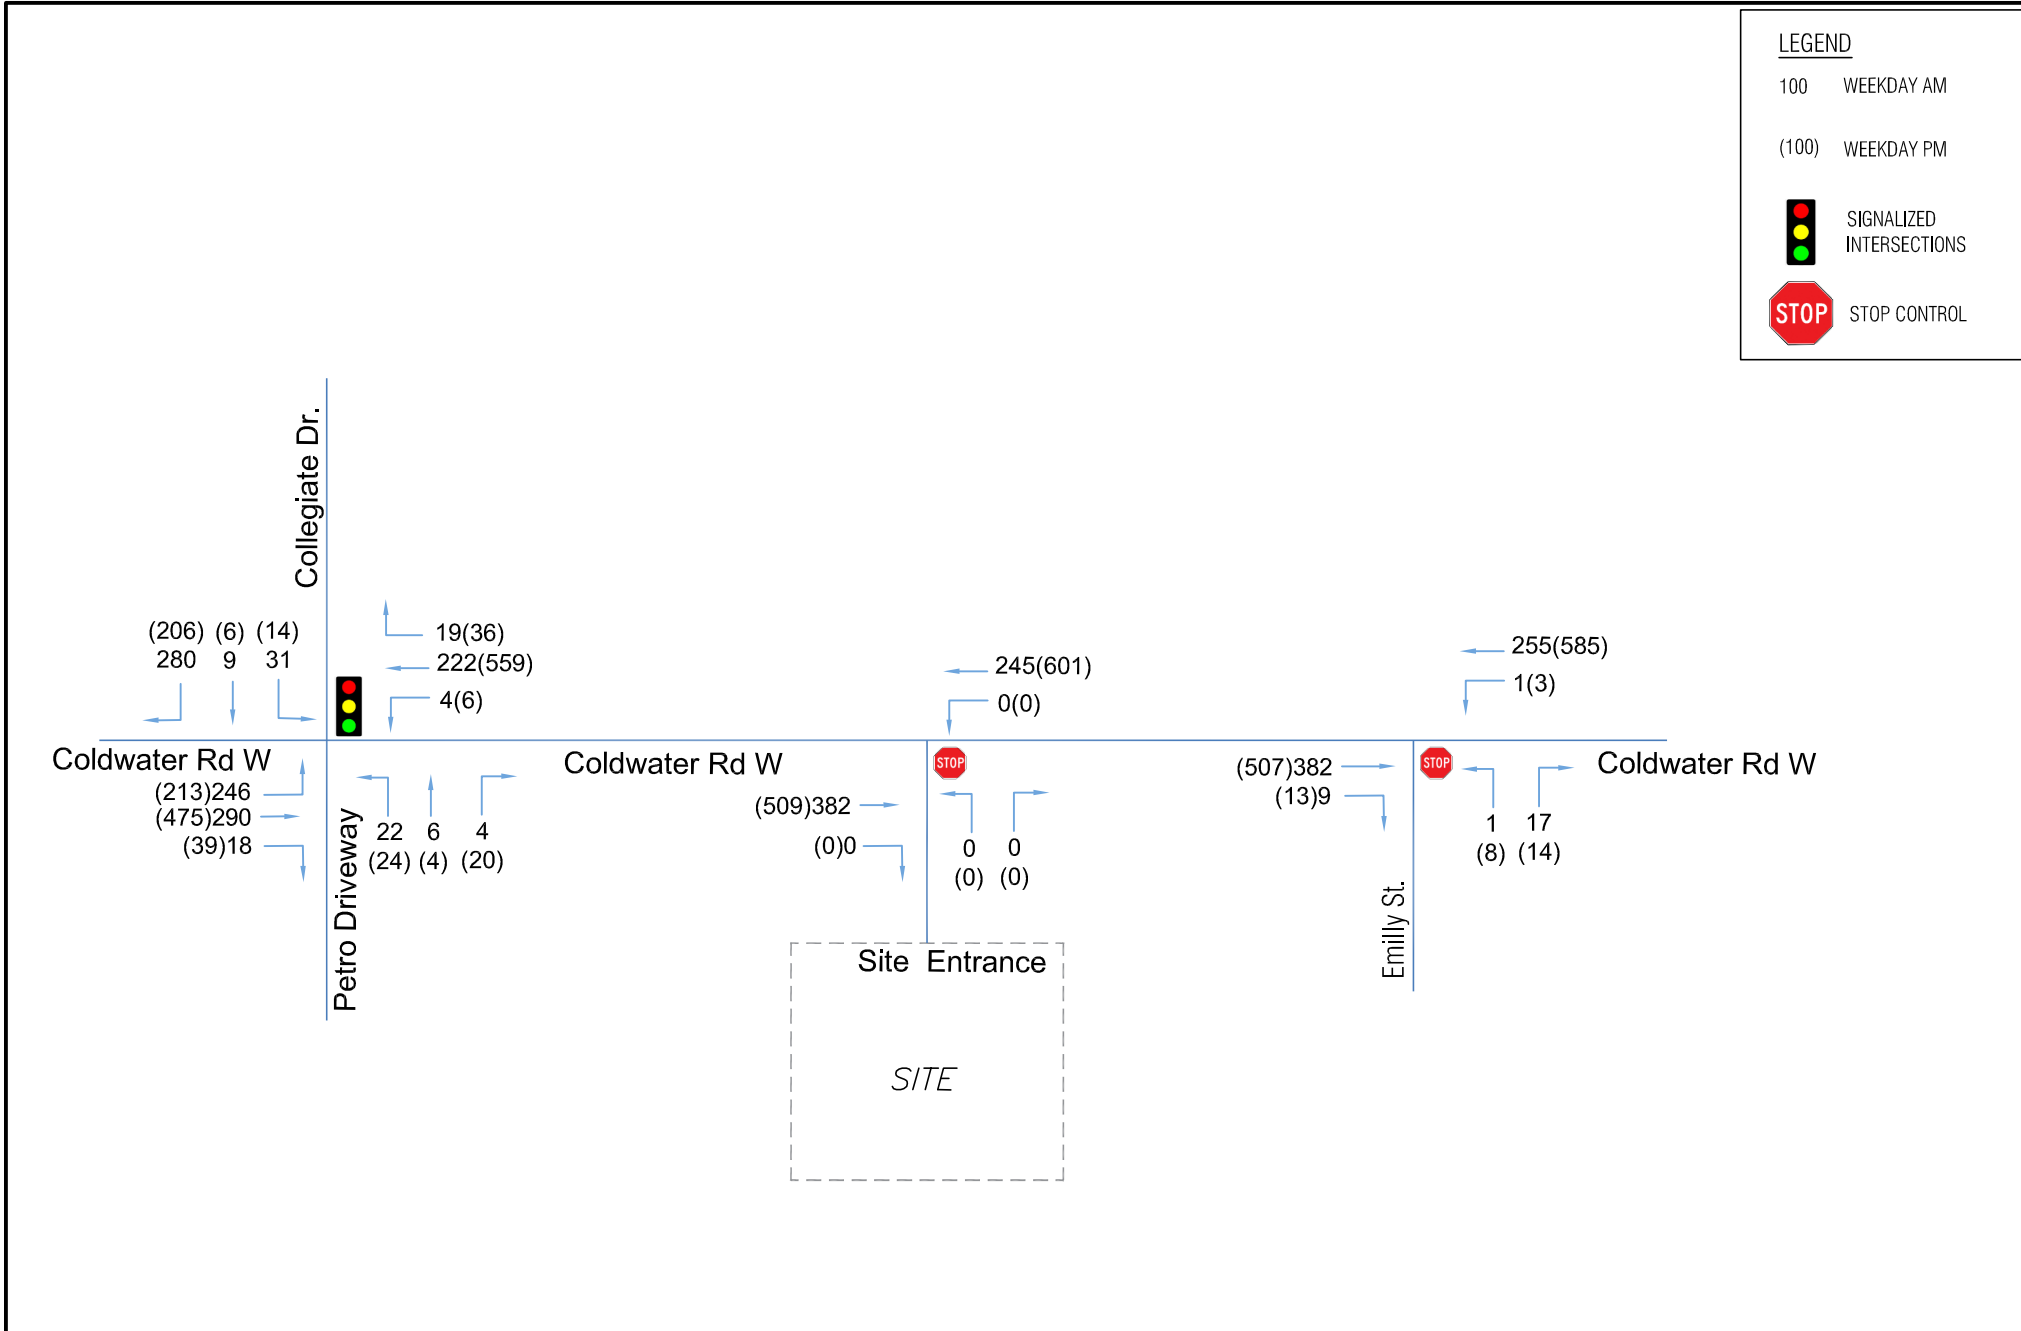 LEGEND
100 WEEKDAY AM
(100) WEEKDAY PM
SIGNALIZED
INTERSECTIONS
STOP STOP CONTROL
Collegiate Dr.
(206) (6) (14)
280 9 31
19(36)
222(559)
4(6)
245(601)
0(0)
255(585)
1(3)
Coldwater Rd W
(213)246
(475)290
(39)18
Petro Driveway
22 6 4
(24) (4) (20)
Coldwater Rd W
STOP
(509)382
(0)0
0 0
(0) (0)
(507)382
(13)9
STOP
1 17
(8) (14)
Coldwater Rd W
Emilly St.
Site Entrance
SITE